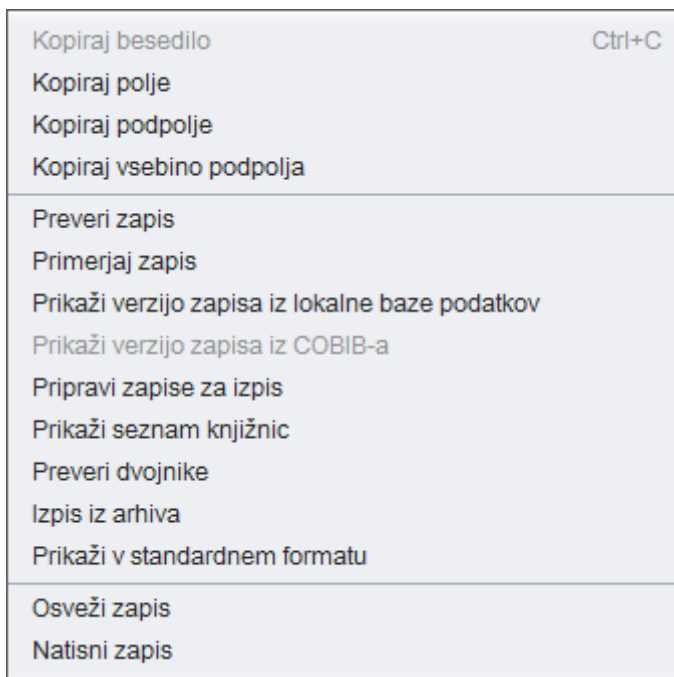 Kopiraj besedilo Ctrl+C
Kopiraj polje
Kopiraj podpolje
Kopiraj vsebino podpolja
Preveri zapis
Primerjaj zapis
Prikaži verzijo zapisa iz lokalne baze podatkov
Prikaži verzijo zapisa iz COBIB-a
Pripravi zapise za izpis
Prikaži seznam knjižnic
Preveri dvojnike
Izpis iz arhiva
Prikaži v standardnem formatu
Osveži zapis
Natisni zapis